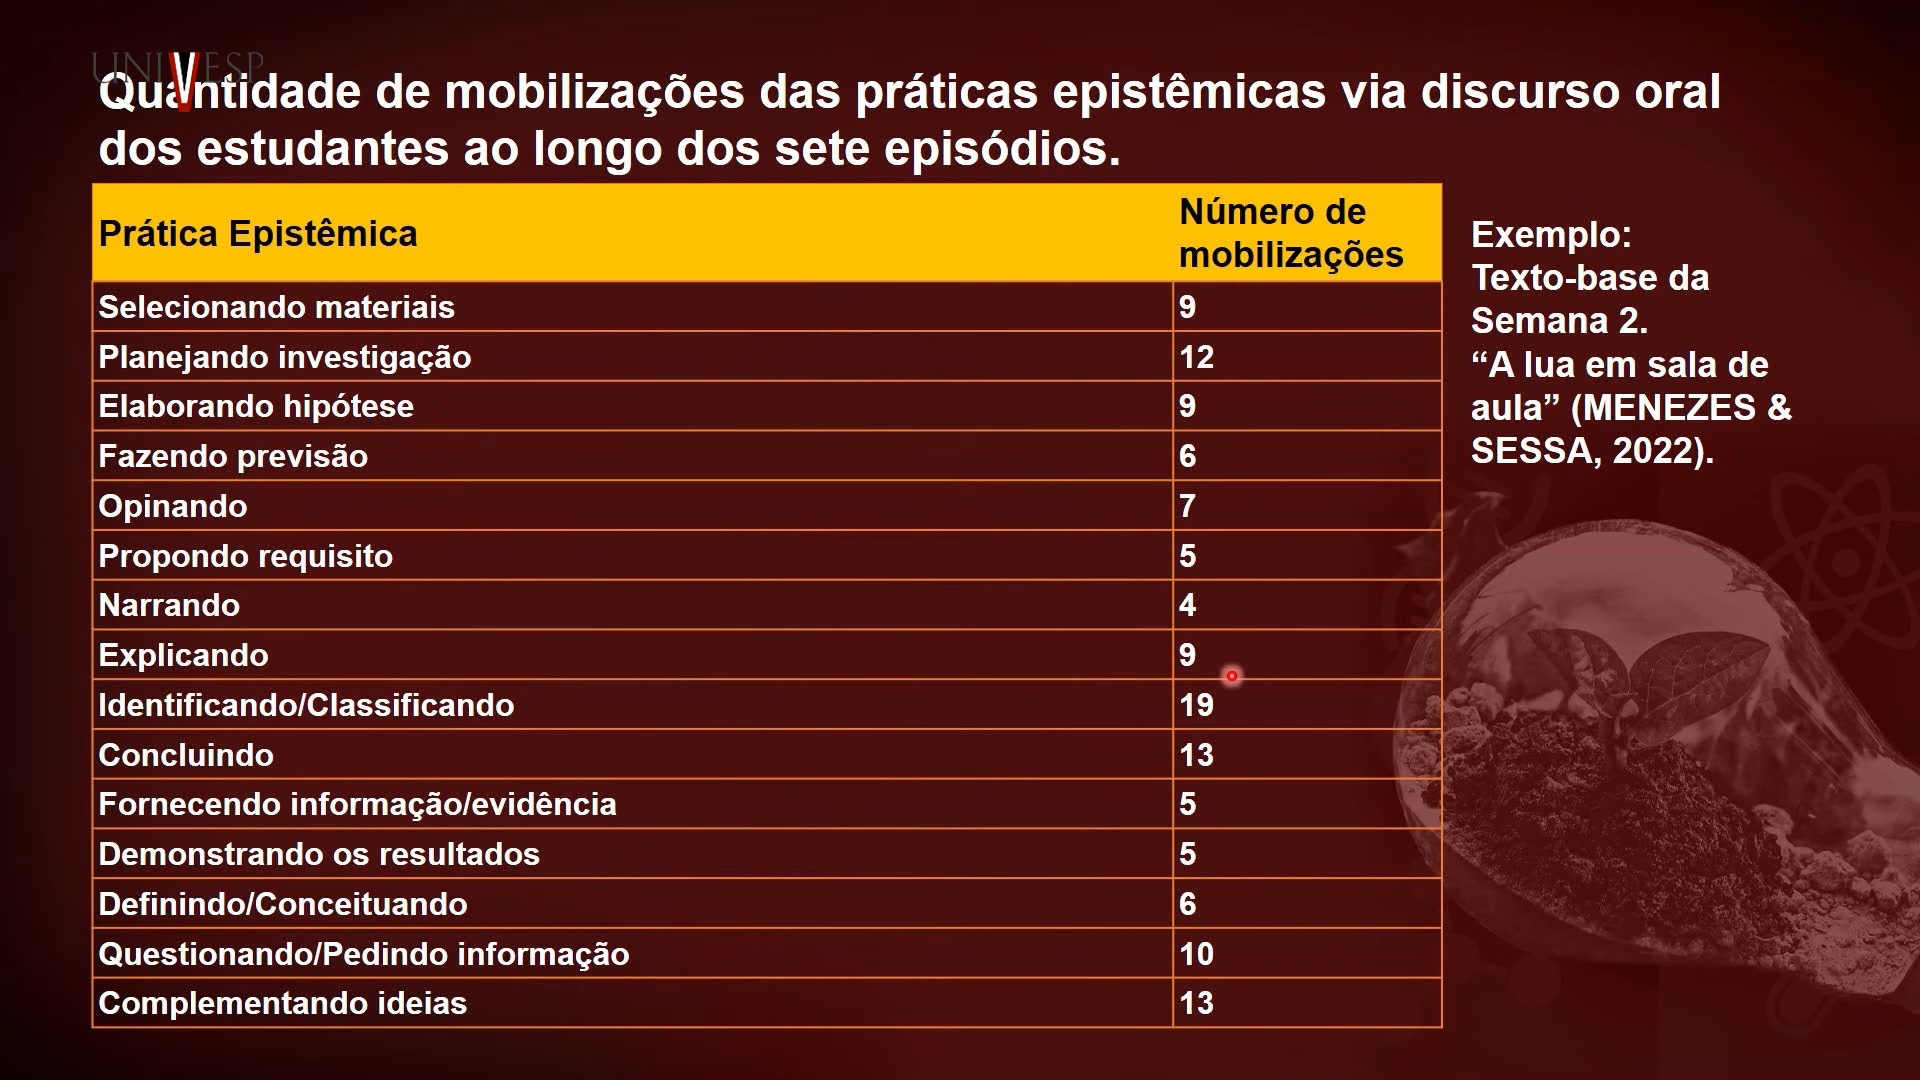 UNIVESP
Quantidade de mobilizações das práticas epistêmicas via discurso oral
dos estudantes ao longo dos sete episódios.
Prática Epistêmica
Número de
mobilizações
Selecionando materiais 9
Planejando investigação 12
Elaborando hipótese 9
Fazendo previsão 6
Opinando 7
Propondo requisito 5
Narrando 4
Explicando 9
Identificando/Classificando 19
Concluindo 13
Fornecendo informação/evidência 5
Demonstrando os resultados 5
Definindo/Conceituando 6
Questionando/Pedindo informação 10
Complementando ideias 13
Exemplo:
Texto-base da
Semana 2.
“A lua em sala de
aula” (MENEZES &
SESSA, 2022).